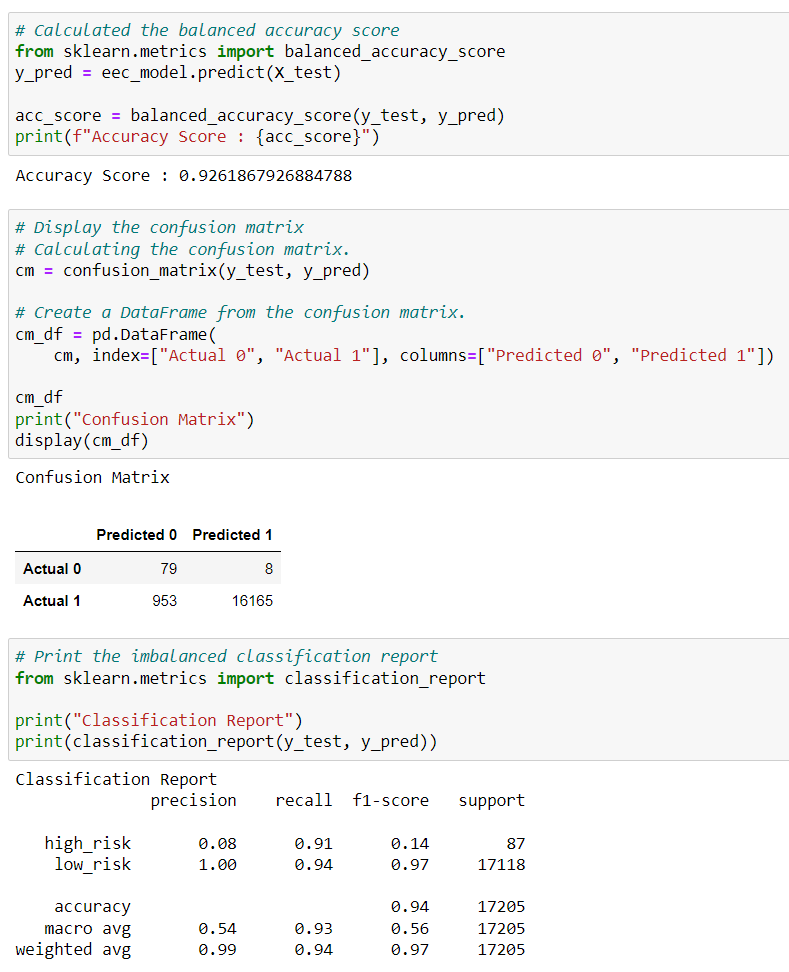 # Calculated the balanced accuracy score
from sklearn.metrics import balanced_accuracy_score
y_pred = eec_model.predict(X_test)

acc_score = balanced_accuracy_score(y_test, y_pred)
print(f"Accuracy Score : {acc_score}")
Accuracy Score : 0.9261867926884788

# Display the confusion matrix
# Calculating the confusion matrix.
cm = confusion_matrix(y_test, y_pred)

# Create a DataFrame from the confusion matrix.
cm_df = pd.DataFrame(
    cm, index=["Actual 0", "Actual 1"], columns=["Predicted 0", "Predicted 1"])

cm_df
print("Confusion Matrix")
display(cm_df)
Confusion Matrix

Predicted 0 Predicted 1
Actual 0 79 8
Actual 1 953 16165

# Print the imbalanced classification report
from sklearn.metrics import classification_report

print("Classification Report")
print(classification_report(y_test, y_pred))
Classification Report
              precision    recall  f1-score   support

   high_risk       0.08      0.91      0.14        87
    low_risk       1.00      0.94      0.97     17118

    accuracy                           0.94     17205
   macro avg       0.54      0.93      0.56     17205
weighted avg       0.99      0.94      0.97     17205